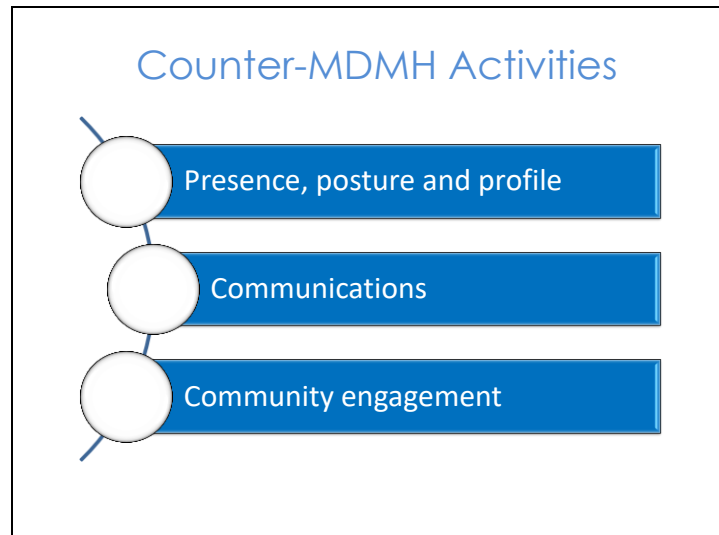 Counter-MDMH Activities
Presence, posture and profile
Communications
Community engagement